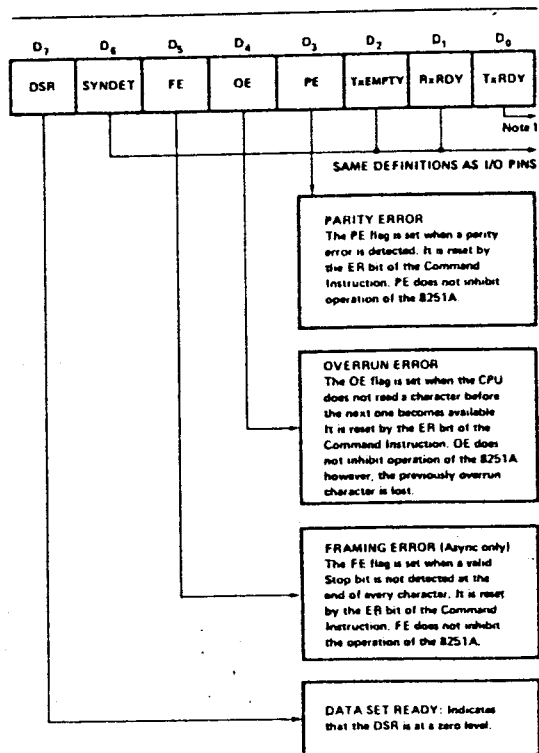 D7 D6 D5 D4 D3 D2 D1 D0
DSR SYNDET FE OE PE TxEMPTY RxRDY TxRDY
Note 1
SAME DEFINITIONS AS I/O PINS
PARITY ERROR
The PE flag is set when a parity
error is detected. It is reset by
the ER bit of the Command
Instruction. PE does not inhibit
operation of the 8251A.
OVERRUN ERROR
The OE flag is set when the CPU
does not read a character before
the next one becomes available
It is reset by the ER bit of the
Command Instruction. OE does
not inhibit operation of the 8251A
however, the previously overrun
character is lost.
FRAMING ERROR (Async only)
The FE flag is set when a valid
Stop bit is not detected at the
end of every character. It is reset
by the ER bit of the Command
Instruction. FE does not inhibit
the operation of the 8251A.
DATA SET READY: Indicates
that the DSR is at a zero level.